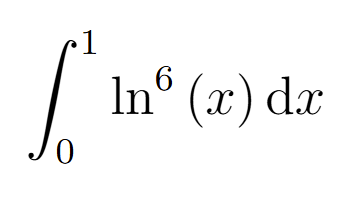 ∫₀¹ ln⁶ (x) dx